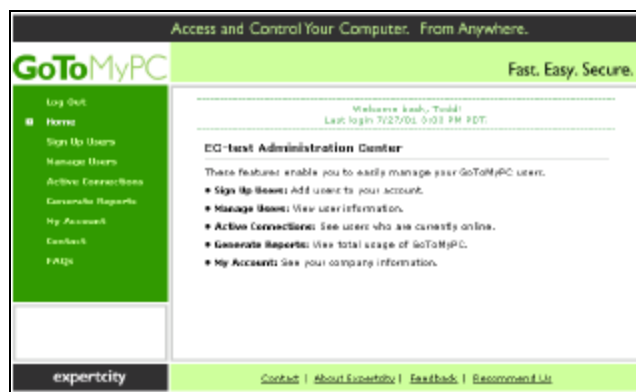 Access and Control Your Computer. From Anywhere.
GoToMyPC
Fast. Easy. Secure.
Log Out
Home
Sign Up Users
Manage Users
Active Connections
Generate Reports
My Account
Contact
FAQs
Welcome back, Todd!
Last login 7/27/01 PM PDT
EC-test Administration Center
These features enable you to easily manage your GoToMyPC users.
• Sign Up Users: Add users to your account.
• Manage Users: View user information.
• Active Connections: See users who are currently online.
• Generate Reports: View total usage of GoToMyPC.
• My Account: See your company information.
expertcity
Contact | About Expertcity | Feedback | Recommend Us